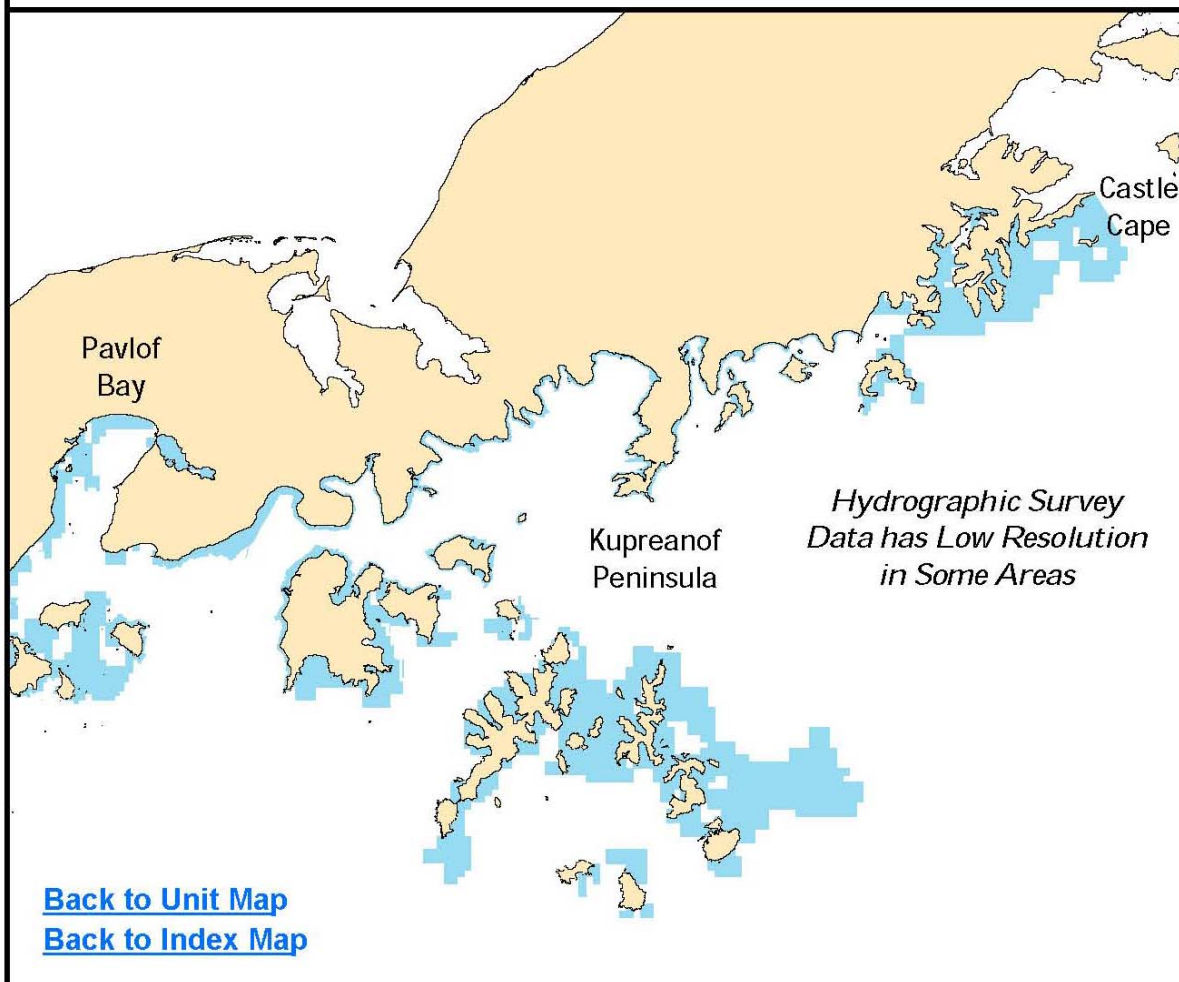 Castle
Cape
Pavlof
Bay
Hydrographic Survey
Data has Low Resolution
in Some Areas
Kupreanof
Peninsula
Back to Unit Map
Back to Index Map